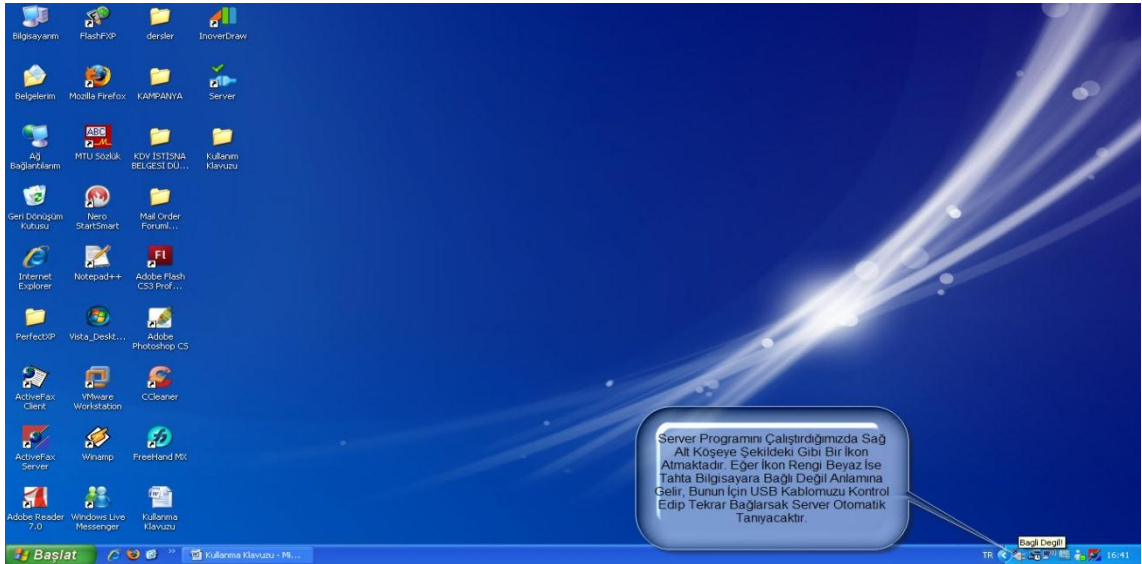 Bilgisayarım
FlashFXP
dersler
InoverDraw
Belgelerim
Mozilla Firefox
KAMPANYA
Server
Ağ
Bağlantılarım
ABC
MTU Sözlük
KDV İSTİSNA
BELGESİ DÜ...
Kullanım
Klavuzu
Geri Dönüşüm
Kutusu
Nero
StartSmart
Mail Order
Foruml...
Internet
Explorer
Notepad++
Fl
Adobe Flash
CS3 Prof...
PerfectXP
Vista_Deskt...
Adobe
Photoshop CS
ActiveFax
Client
VMware
Workstation
CCleaner
ActiveFax
Server
Winamp
FreeHand MX
Adobe Reader
7.0
Windows Live
Messenger
Kullanma
Klavuzu
Server Programını Çalıştırdığımızda Sağ
Alt Köşeye Şekildeki Gibi Bir İkon
Atmaktadır. Eğer İkon Rengi Beyaz İse
Tahta Bilgisayara Bağlı Değil Anlamına
Gelir, Bunun İçin USB Kablomuzu Kontrol
Edip Tekrar Bağlarsak Server Otomatik
Tanıyacaktır.
Bagli Degil!
Başlat
Kullanma Klavuzu - Mi...
TR
16:41